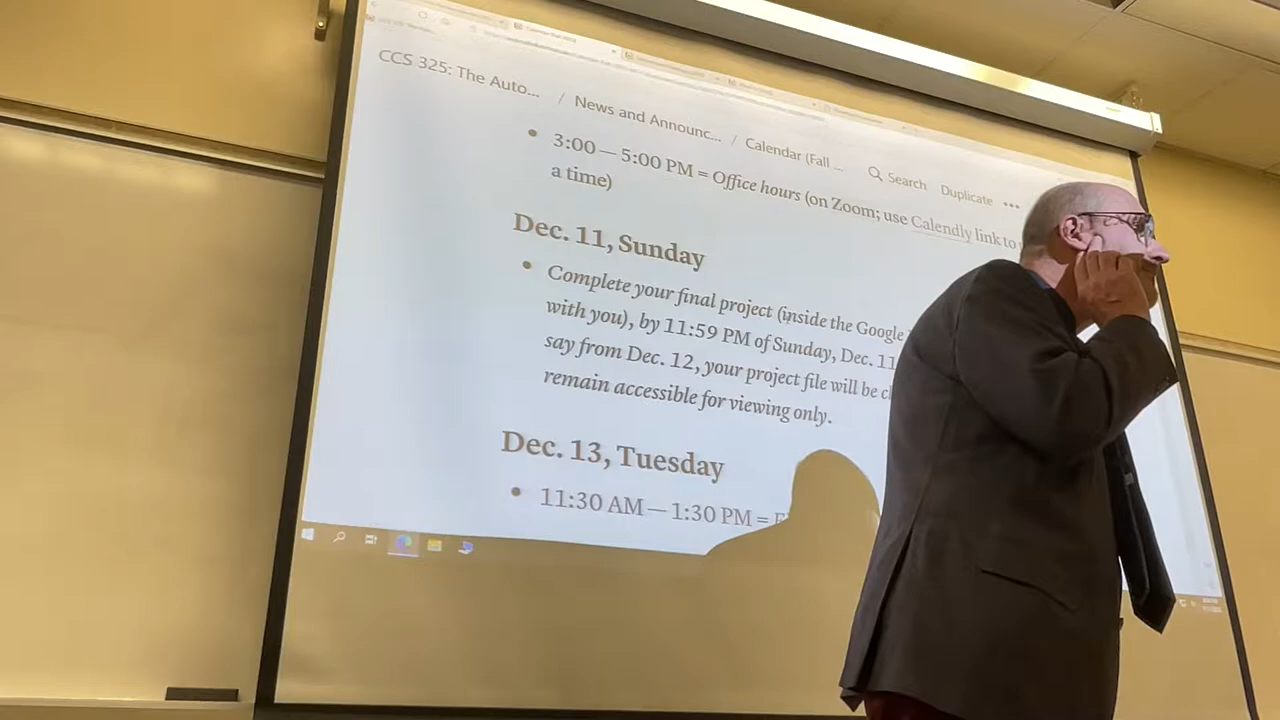 CCS 325: The Auto... / News and Announc... / Calendar (Fall ... Search Duplicate •••
• 3:00 — 5:00 PM = Office hours (on Zoom; use Calendly link to
a time)
Dec. 11, Sunday
• Complete your final project (inside the Google
with you), by 11:59 PM of Sunday, Dec. 11
say from Dec. 12, your project file will be cl
remain accessible for viewing only.
Dec. 13, Tuesday
• 11:30 AM — 1:30 PM =